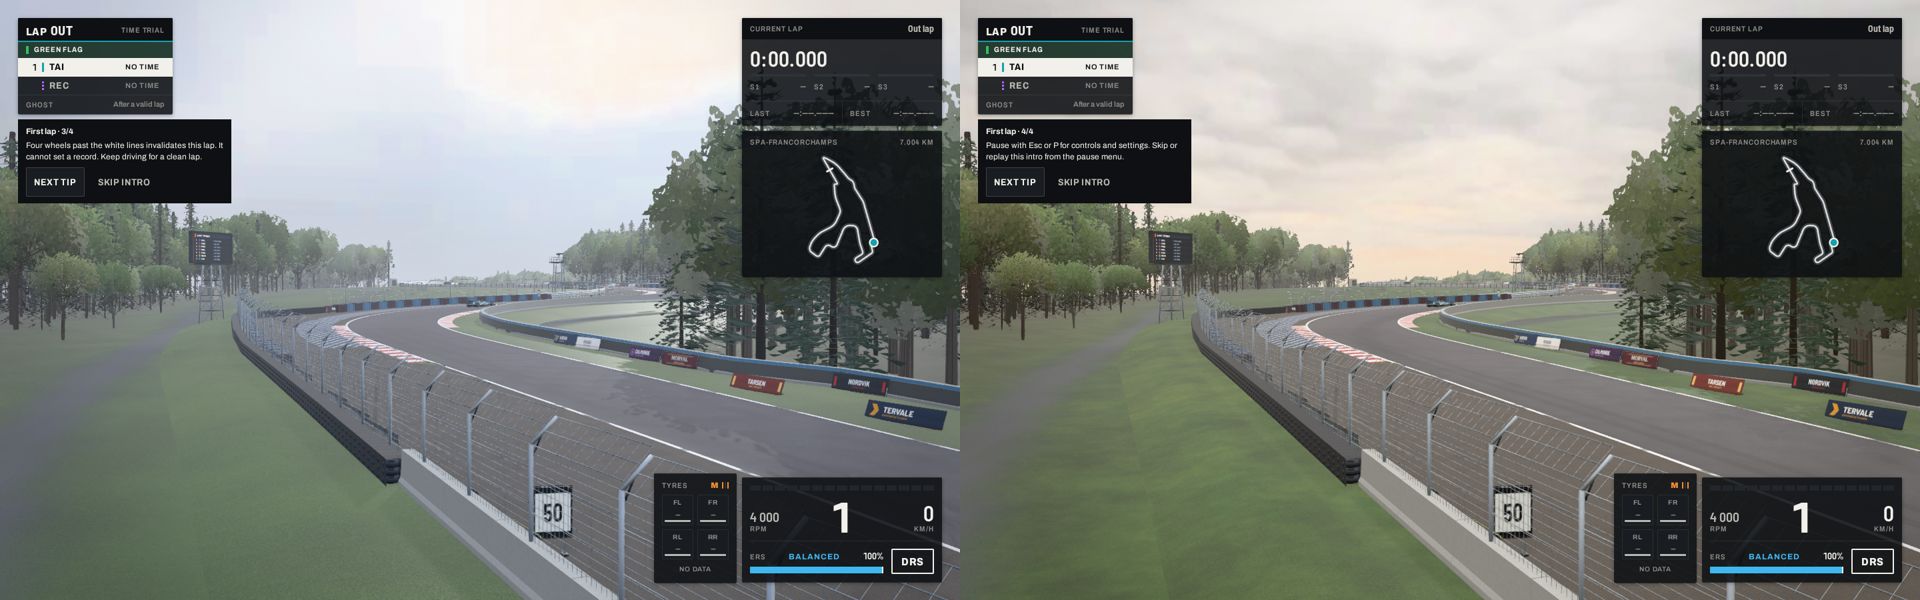 LAP OUT TIME TRIAL
GREEN FLAG
1 TAI NO TIME
REC NO TIME
GHOST After a valid lap
First lap · 3/4
Four wheels past the white lines invalidates this lap. It
cannot set a record. Keep driving for a clean lap.
NEXT TIP SKIP INTRO
CURRENT LAP Out lap
0:00.000
S1 – S2 – S3 –
LAST –:––.––– BEST –:––.–––
SPA-FRANCORCHAMPS 7.004 KM
TARSEN
NORDVIK
TERVALE
50
TYRES M
FL FR
– –
RL RR
– –
NO DATA
4 000 1 0
RPM KM/H
ERS BALANCED 100% DRS
LAP OUT TIME TRIAL
GREEN FLAG
1 TAI NO TIME
REC NO TIME
GHOST After a valid lap
First lap · 4/4
Pause with Esc or P for controls and settings. Skip or
replay this intro from the pause menu.
NEXT TIP SKIP INTRO
CURRENT LAP Out lap
0:00.000
S1 – S2 – S3 –
LAST –:––.––– BEST –:––.–––
SPA-FRANCORCHAMPS 7.004 KM
TARSEN
NORDVIK
TERVALE
50
TYRES M
FL FR
– –
RL RR
– –
NO DATA
4 000 1 0
RPM KM/H
ERS BALANCED 100% DRS